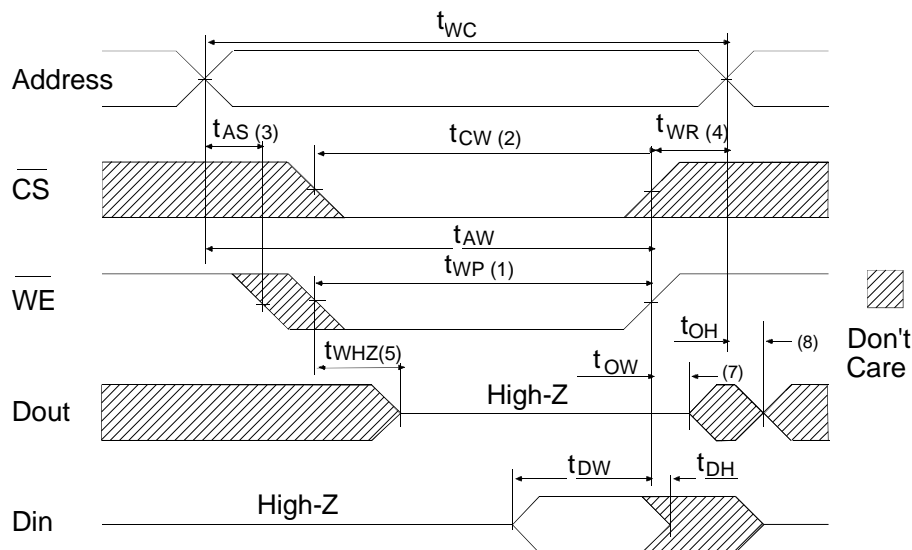 tWC
Address
tAS (3)
tCW (2)
tWR (4)
CS
tAW
WE
tWP (1)
tWHZ(5)
tOW
tOH
(8)
Don't
Care
(7)
Dout
High-Z
tDW
tDH
High-Z
Din